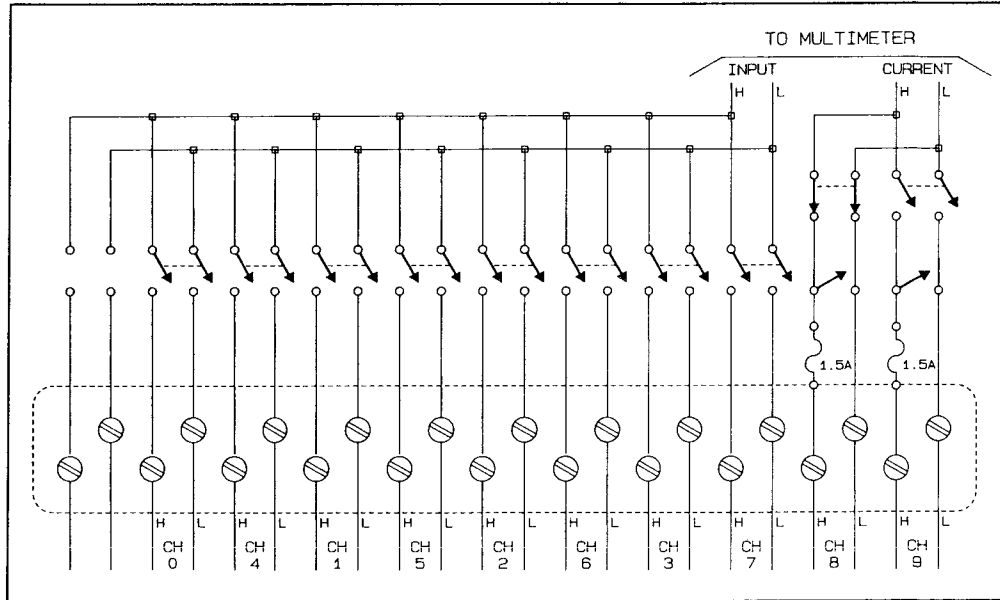 TO MULTIMETER
INPUT CURRENT
H L H L
1.5A 1.5A
H L H L H L H L H L H L H L H L H L H L
CH CH CH CH CH CH CH CH CH CH
0 4 1 5 2 6 3 7 8 9